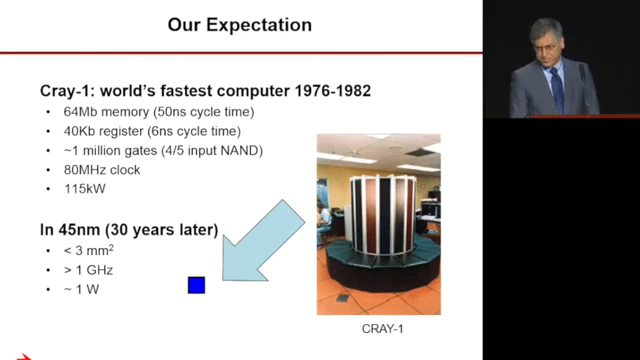 Our Expectation
Cray-1: world's fastest computer 1976-1982
• 64Mb memory (50ns cycle time)
• 40Kb register (6ns cycle time)
• ~1 million gates (4/5 input NAND)
• 80MHz clock
• 115kW
In 45nm (30 years later)
• < 3 mm²
• > 1 GHz
• ~ 1 W
CRAY-1